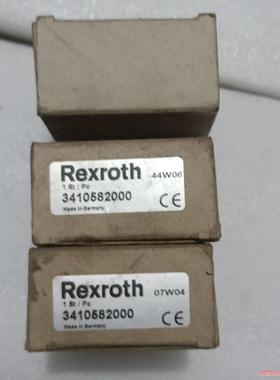 Rexroth 44W06
1 St / Pc
3410582000
Made in Germany
CE
Rexroth 07W04
1 St / Pc
3410582000
Made in Germany
CE